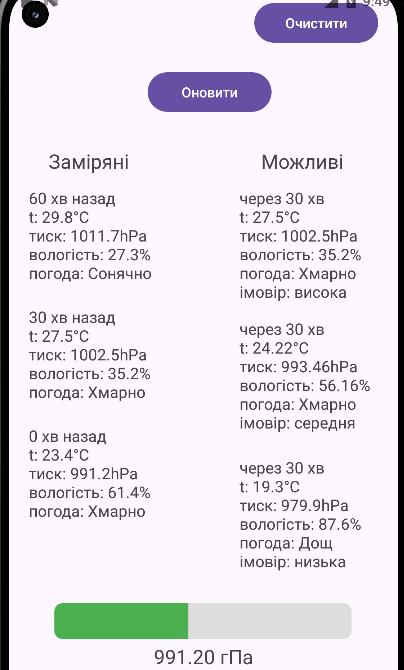 9:49
Очистити
Оновити
Заміряні
60 хв назад
t: 29.8°C
тиск: 1011.7hPa
вологість: 27.3%
погода: Сонячно
30 хв назад
t: 27.5°C
тиск: 1002.5hPa
вологість: 35.2%
погода: Хмарно
0 хв назад
t: 23.4°C
тиск: 991.2hPa
вологість: 61.4%
погода: Хмарно
Можливі
через 30 хв
t: 27.5°C
тиск: 1002.5hPa
вологість: 35.2%
погода: Хмарно
імовір: висока
через 30 хв
t: 24.22°C
тиск: 993.46hPa
вологість: 56.16%
погода: Хмарно
імовір: середня
через 30 хв
t: 19.3°C
тиск: 979.9hPa
вологість: 87.6%
погода: Дощ
імовір: низька
991.20 гПа